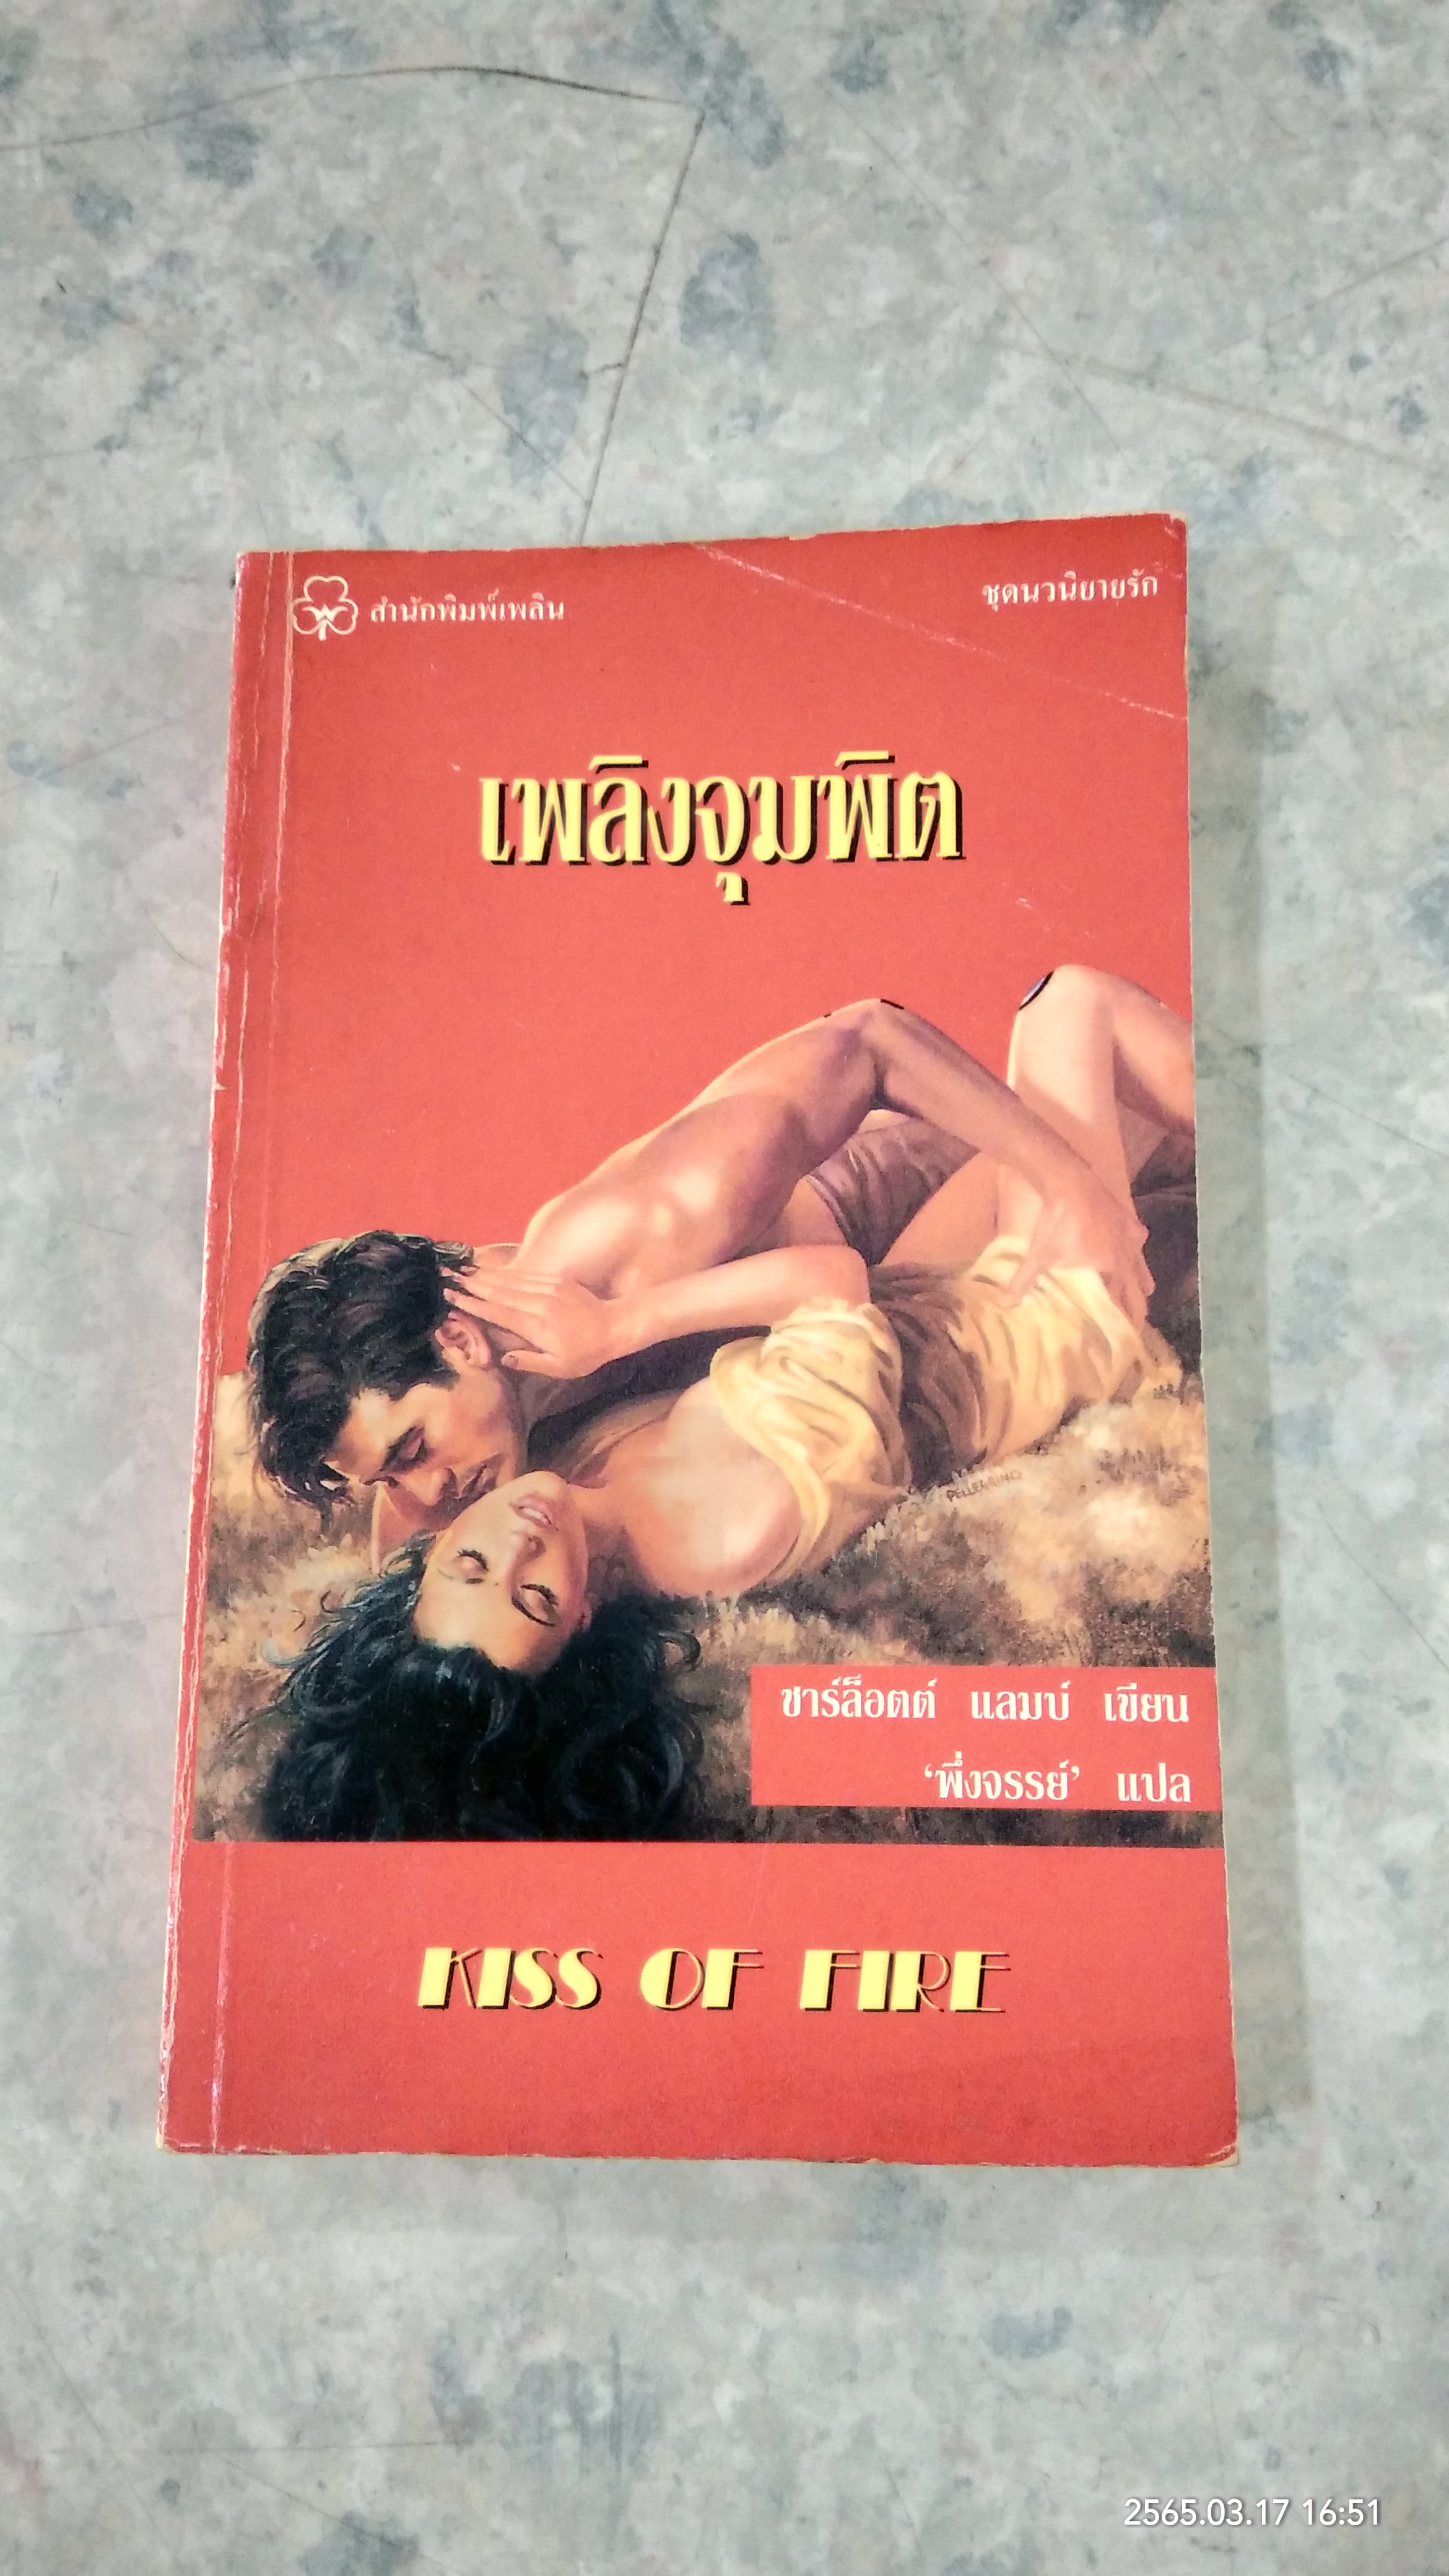 สำนักพิมพ์เพลิน
ชุดนวนิยายรัก
เพลิงจุมพิต
PELLEGRINO
ชาร์ล็อตต์ แลมบ์ เขียน
‘พึ่งจรรย์’ แปล
KISS OF FIRE
2565.03.17 16:51